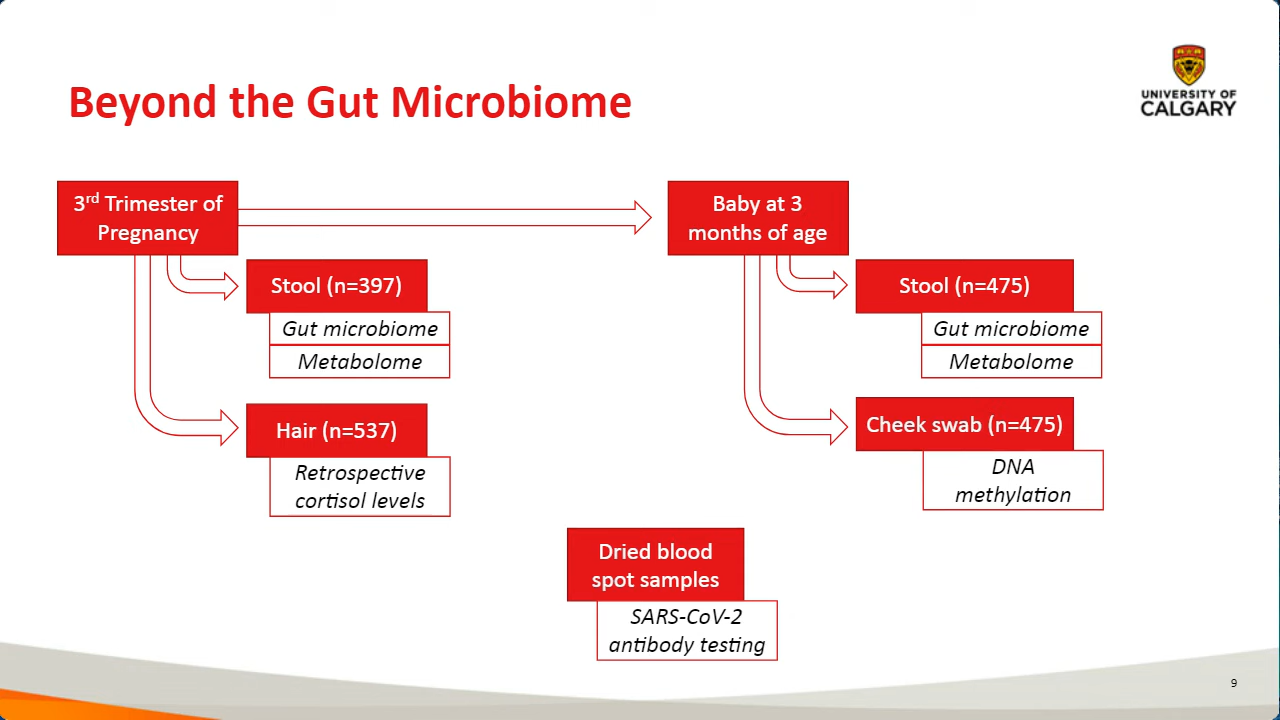 Beyond the Gut Microbiome
UNIVERSITY OF
CALGARY
3rd Trimester of
Pregnancy
Stool (n=397)
Gut microbiome
Metabolome
Hair (n=537)
Retrospective
cortisol levels
Baby at 3
months of age
Stool (n=475)
Gut microbiome
Metabolome
Cheek swab (n=475)
DNA
methylation
Dried blood
spot samples
SARS-CoV-2
antibody testing
9